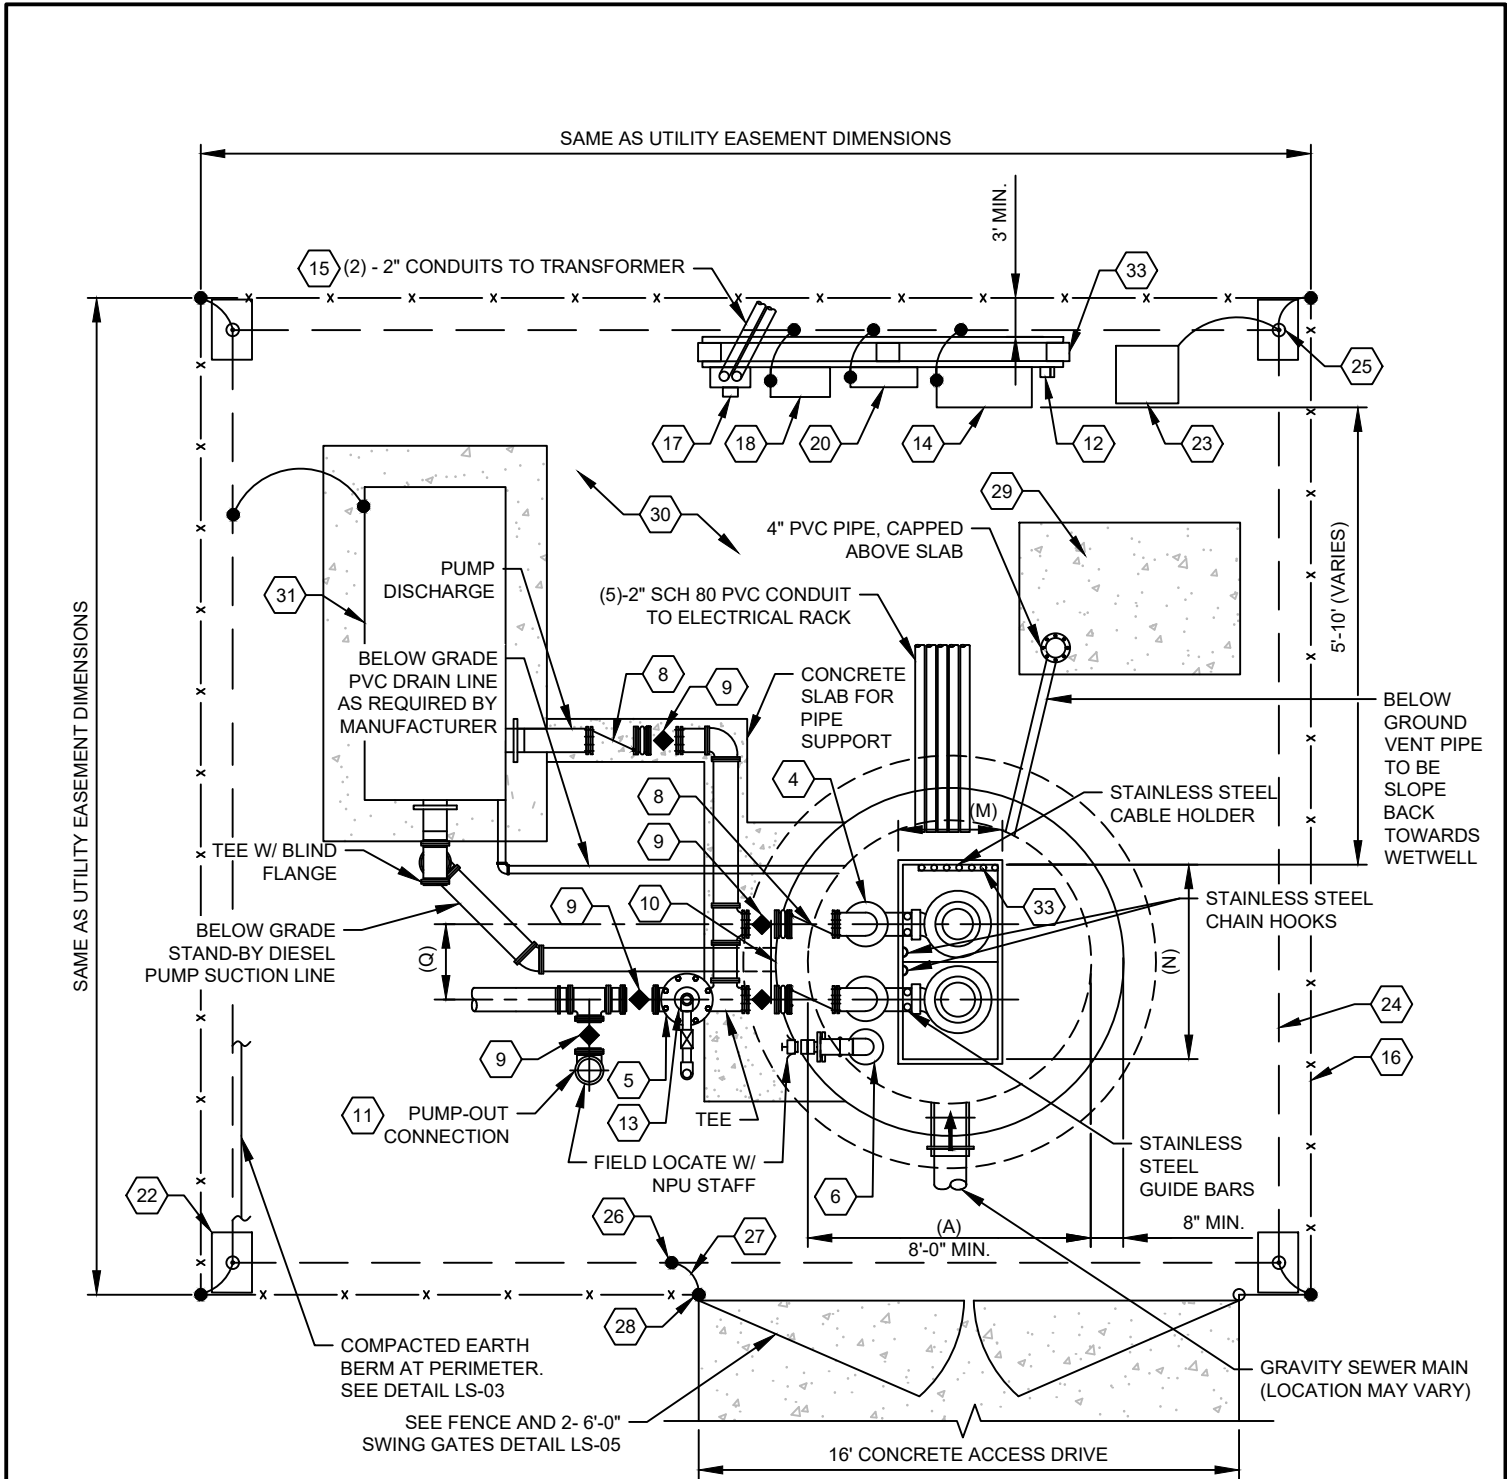 SAME AS UTILITY EASEMENT DIMENSIONS
3' MIN.
15
(2) - 2" CONDUITS TO TRANSFORMER
33
25
17
18
20
14
12
23
30
29
4" PVC PIPE, CAPPED
ABOVE SLAB
5'-10' (VARIES)
31
PUMP
DISCHARGE
(5)-2" SCH 80 PVC CONDUIT
TO ELECTRICAL RACK
BELOW GRADE
PVC DRAIN LINE
AS REQUIRED BY
MANUFACTURER
8
9
CONCRETE
SLAB FOR
PIPE
SUPPORT
BELOW
GROUND
VENT PIPE
TO BE
SLOPE
BACK
TOWARDS
WETWELL
SAME AS UTILITY EASEMENT DIMENSIONS
4
8
(M)
STAINLESS STEEL
CABLE HOLDER
9
TEE W/ BLIND
FLANGE
9
10
33
STAINLESS STEEL
CHAIN HOOKS
BELOW GRADE
STAND-BY DIESEL
PUMP SUCTION LINE
(Q)
(N)
24
9
5
16
11
PUMP-OUT
CONNECTION
13
TEE
FIELD LOCATE W/
NPU STAFF
STAINLESS
STEEL
GUIDE BARS
22
6
26
27
(A)
8'-0" MIN.
8" MIN.
28
COMPACTED EARTH
BERM AT PERIMETER.
SEE DETAIL LS-03
GRAVITY SEWER MAIN
(LOCATION MAY VARY)
SEE FENCE AND 2- 6'-0"
SWING GATES DETAIL LS-05
16' CONCRETE ACCESS DRIVE